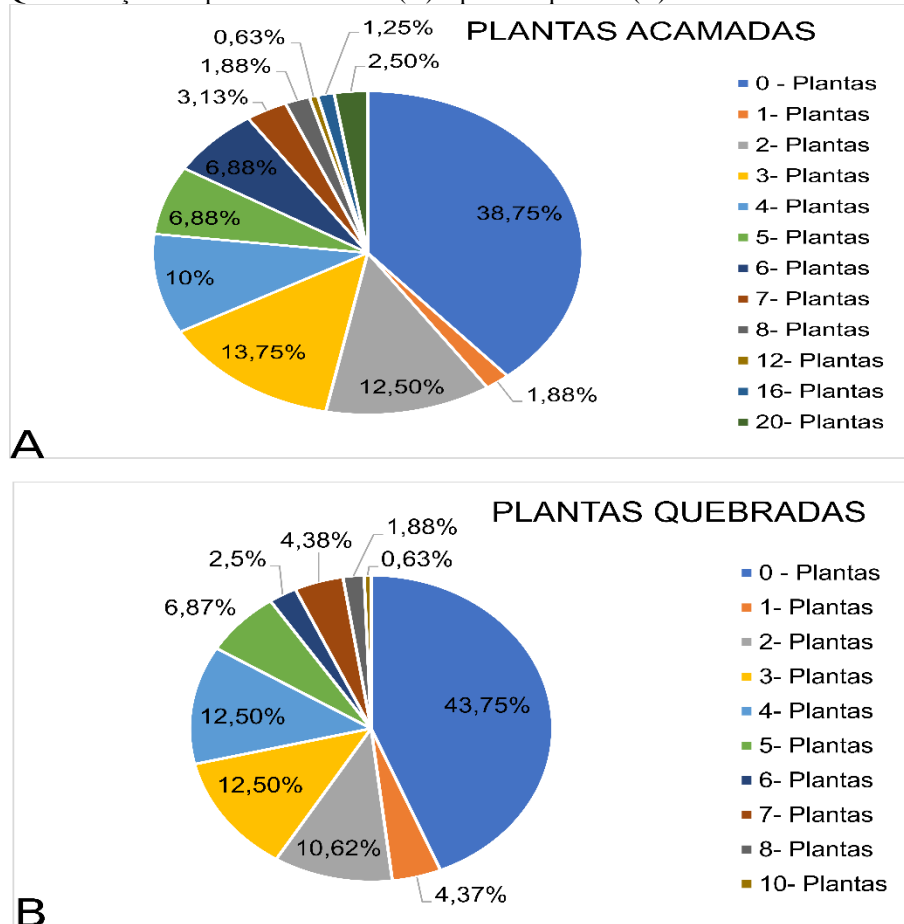 PLANTAS ACAMADAS
0,63%
1,25%
1,88%
2,50%
3,13%
6,88%
38,75%
6,88%
10%
13,75%
12,50%
1,88%
0 - Plantas
1- Plantas
2- Plantas
3- Plantas
4- Plantas
5- Plantas
6- Plantas
7- Plantas
8- Plantas
12- Plantas
16- Plantas
20- Plantas
A
PLANTAS QUEBRADAS
4,38%
1,88%
2,5%
0,63%
6,87%
43,75%
12,50%
12,50%
10,62%
4,37%
0 - Plantas
1- Plantas
2- Plantas
3- Plantas
4- Plantas
5- Plantas
6- Plantas
7- Plantas
8- Plantas
10- Plantas
B